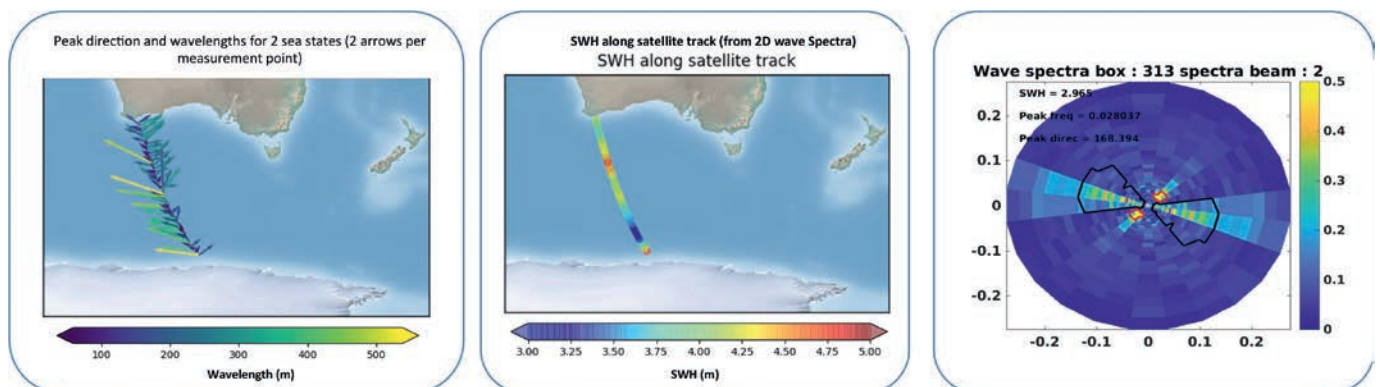 Peak direction and wavelengths for 2 sea states (2 arrows per
measurement point)
100 200 300 400 500
Wavelength (m)
SWH along satellite track (from 2D wave Spectra)
SWH along satellite track
3.00 3.25 3.50 3.75 4.00 4.25 4.50 4.75 5.00
SWH (m)
Wave spectra box : 313 spectra beam : 2
SWH = 2.965
Peak freq = 0.028037
Peak direc = 168.394
0.2
0.1
0
-0.1
-0.2
-0.2 -0.1 0 0.1 0.2
0.5
0.4
0.3
0.2
0.1
0